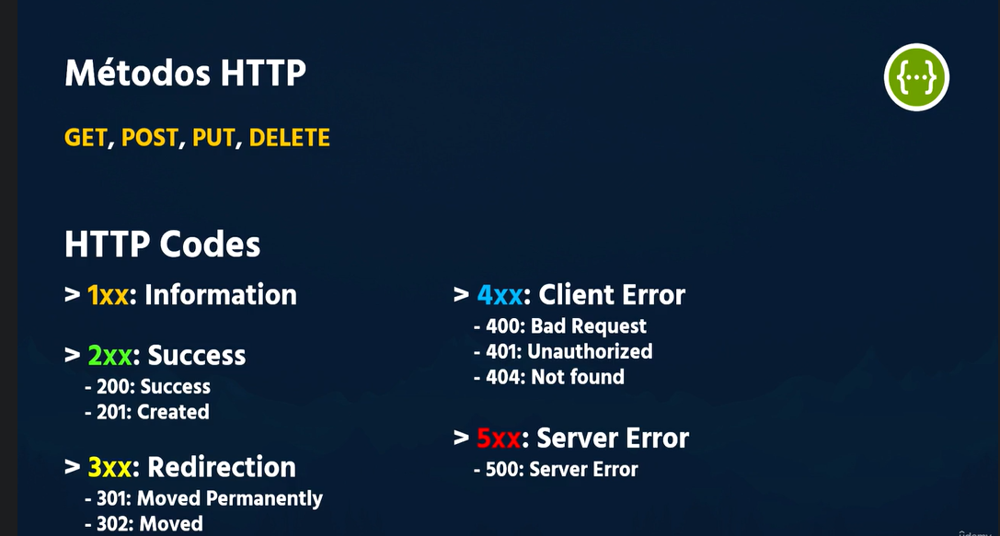 Métodos HTTP
{...}
GET, POST, PUT, DELETE
HTTP Codes
> 1xx: Information
> 2xx: Success
- 200: Success
- 201: Created
> 3xx: Redirection
- 301: Moved Permanently
- 302: Moved
> 4xx: Client Error
- 400: Bad Request
- 401: Unauthorized
- 404: Not found
> 5xx: Server Error
- 500: Server Error